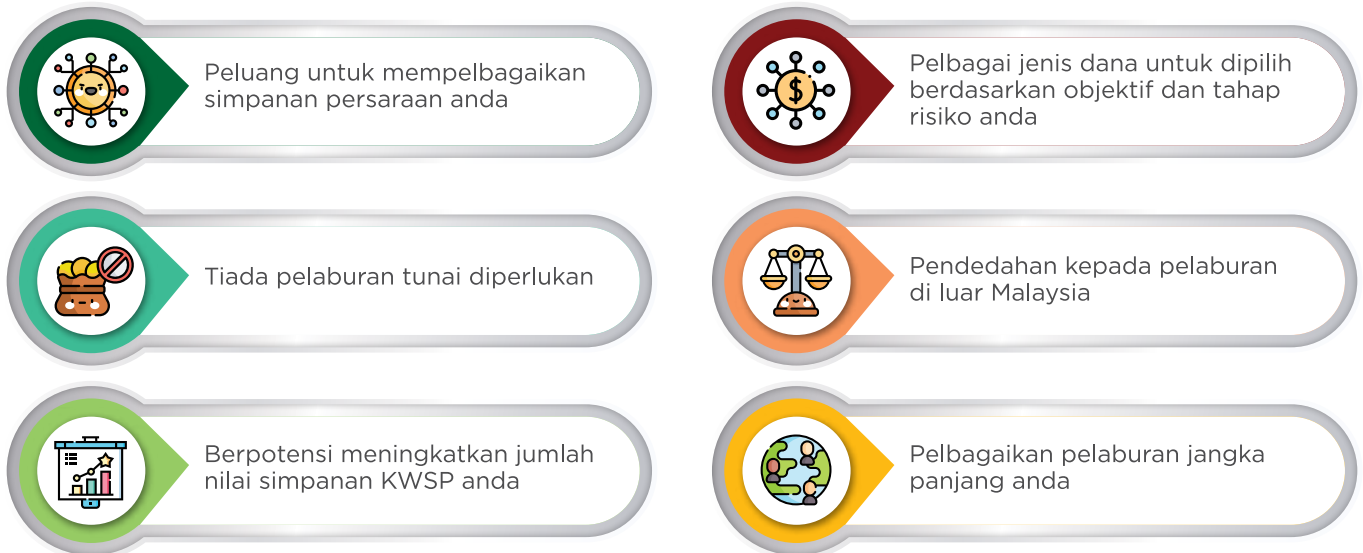 Peluang untuk mempelbagaikan
simpanan persaraan anda
Pelbagai jenis dana untuk dipilih
berdasarkan objektif dan tahap
risiko anda
Tiada pelaburan tunai diperlukan
Pendedahan kepada pelaburan
di luar Malaysia
Berpotensi meningkatkan jumlah
nilai simpanan KWSP anda
Pelbagaikan pelaburan jangka
panjang anda